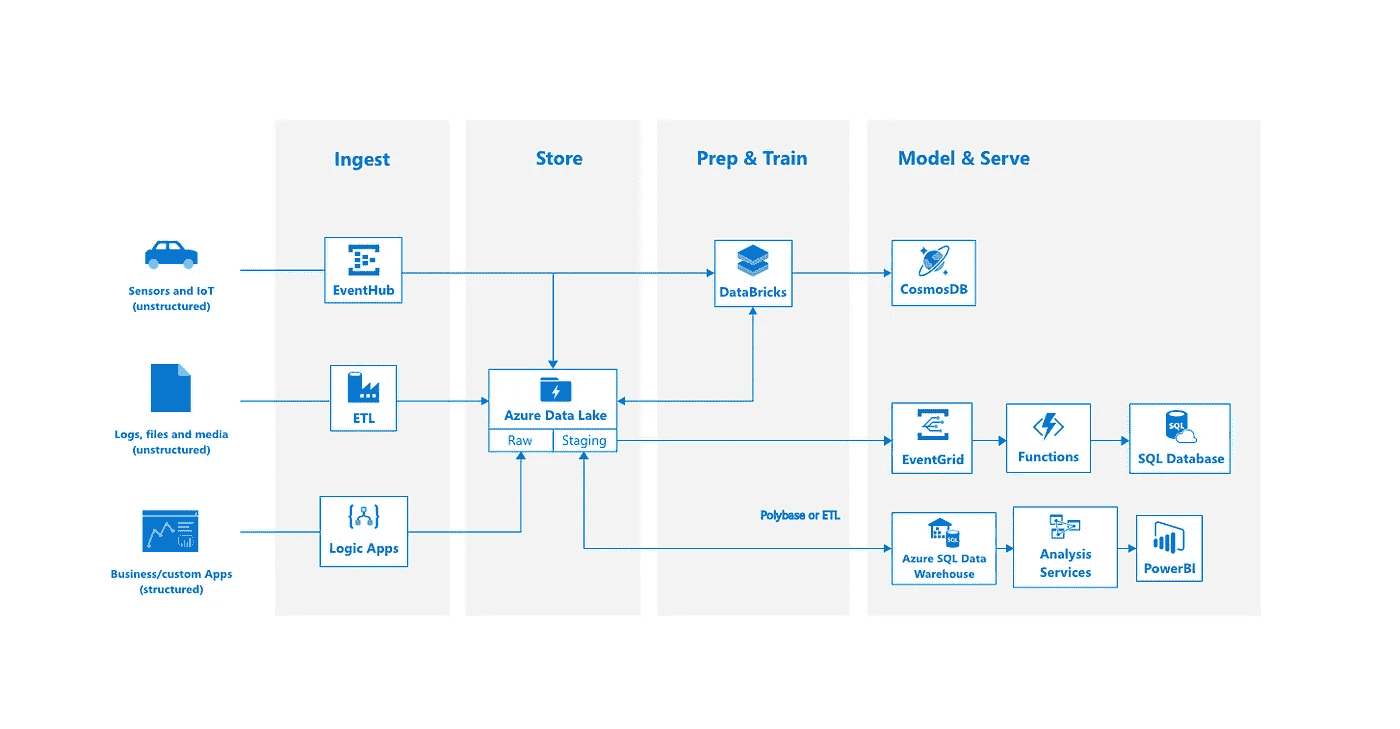 Ingest
Store
Prep & Train
Model & Serve
Sensors and IoT
(unstructured)
EventHub
DataBricks
CosmosDB
Logs, files and media
(unstructured)
ETL
Azure Data Lake
Raw
Staging
EventGrid
Functions
SQL
SQL Database
Business/custom Apps
(structured)
Logic Apps
Polybase or ETL
SQL
Azure SQL Data
Warehouse
Analysis
Services
PowerBI